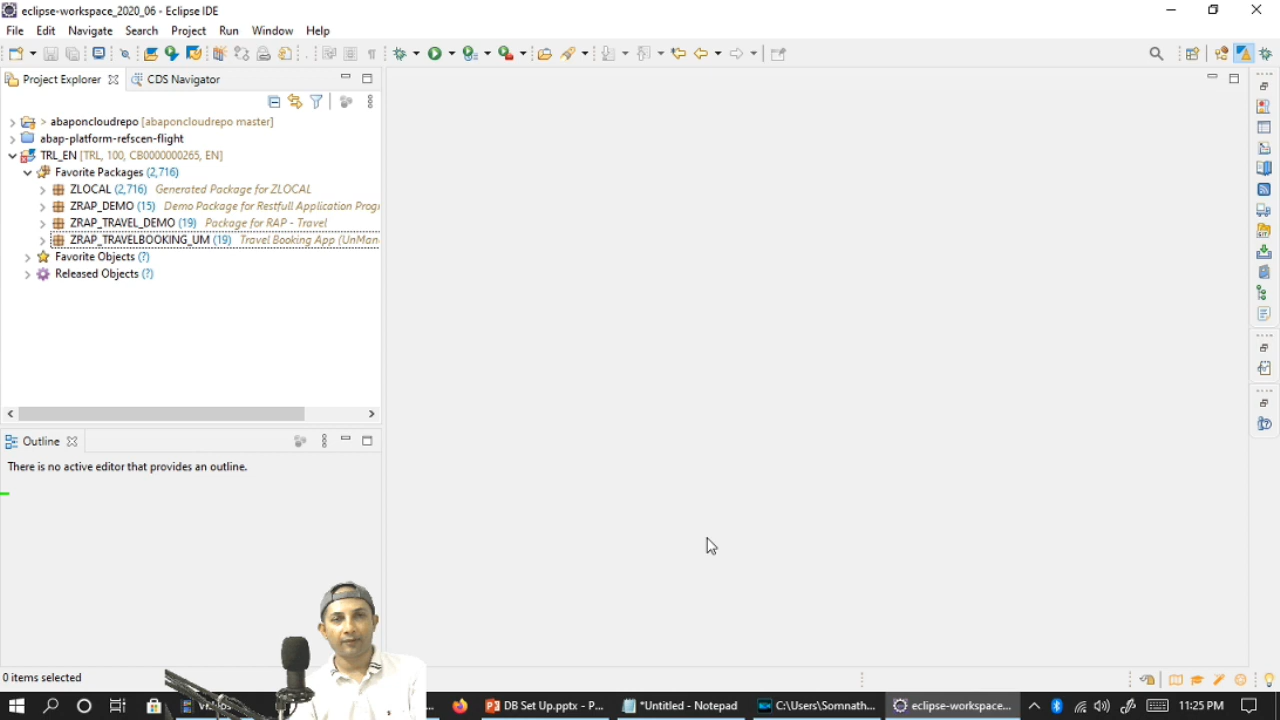 eclipse-workspace_2020_06 - Eclipse IDE
File Edit Navigate Search Project Run Window Help
Project Explorer
CDS Navigator
> abaponcloudrepo [abaponcloudrepo master]
abap-platform-refscen-flight
TRL_EN [TRL, 100, CB0000000265, EN]
Favorite Packages (2,716)
ZLOCAL (2,716) Generated Package for ZLOCAL
ZRAP_DEMO (15) Demo Package for Restfull Application Progr
ZRAP_TRAVEL_DEMO (19) Package for RAP - Travel
ZRAP_TRAVELBOOKING_UM (19) Travel Booking App (UnMan
Favorite Objects (?)
Released Objects (?)
Outline
There is no active editor that provides an outline.
0 items selected
DB Set Up.pptx - P...
*Untitled - Notepad
C:\Users\Somnath...
eclipse-workspace...
11:25 PM